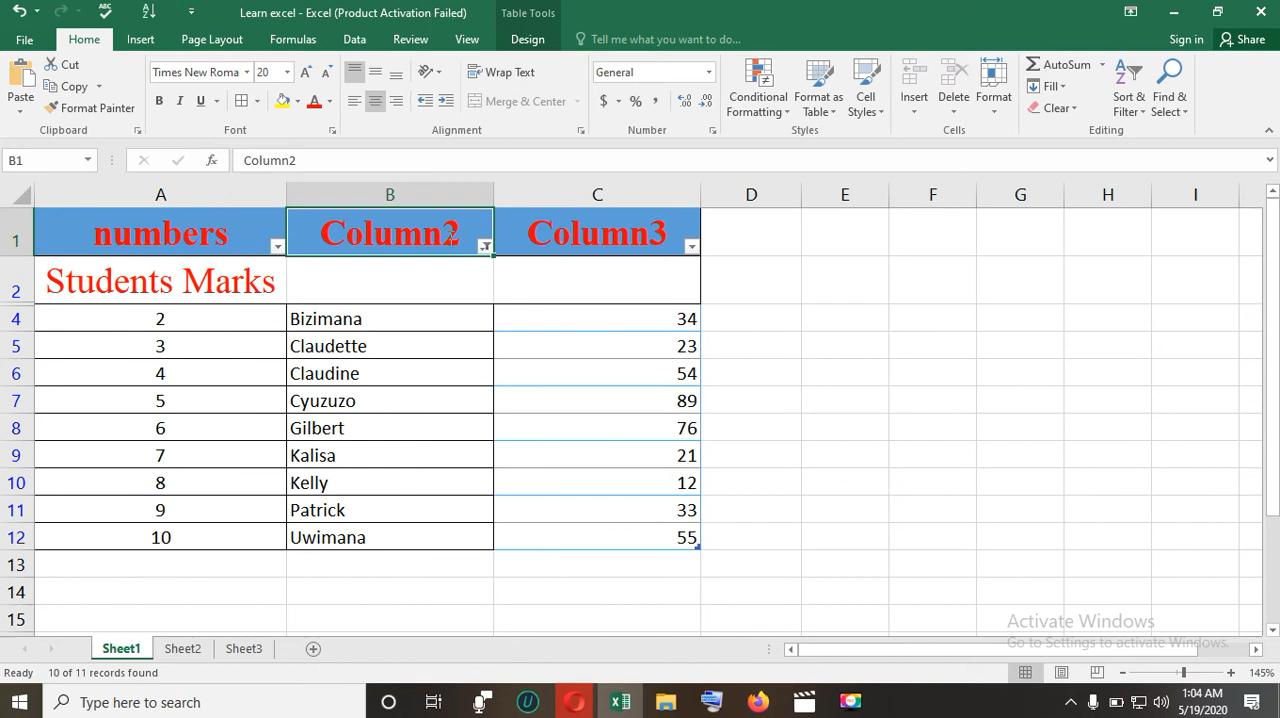 Learn excel - Excel (Product Activation Failed)
Table Tools
File
Home
Insert
Page Layout
Formulas
Data
Review
View
Design
Tell me what you want to do...
Sign in
Share
Paste
Cut
Copy
Format Painter
Clipboard
Times New Roma
20
B I U
Font
Wrap Text
Merge & Center
Alignment
General
$ % ,
Number
Conditional
Formatting
Format as
Table
Cell
Styles
Styles
Insert
Delete
Format
Cells
AutoSum
Fill
Clear
Sort &
Filter
Find &
Select
Editing
B1
fx
Column2
A B C D E F G H I
1 numbers Column2 Column3
2 Students Marks
4 2 Bizimana 34
5 3 Claudette 23
6 4 Claudine 54
7 5 Cyuzuzo 89
8 6 Gilbert 76
9 7 Kalisa 21
10 8 Kelly 12
11 9 Patrick 33
12 10 Uwimana 55
13
14
15
Activate Windows
Go to Settings to activate Windows.
Sheet1 Sheet2 Sheet3
Ready 10 of 11 records found
145%
Type here to search
1:04 AM
5/19/2020